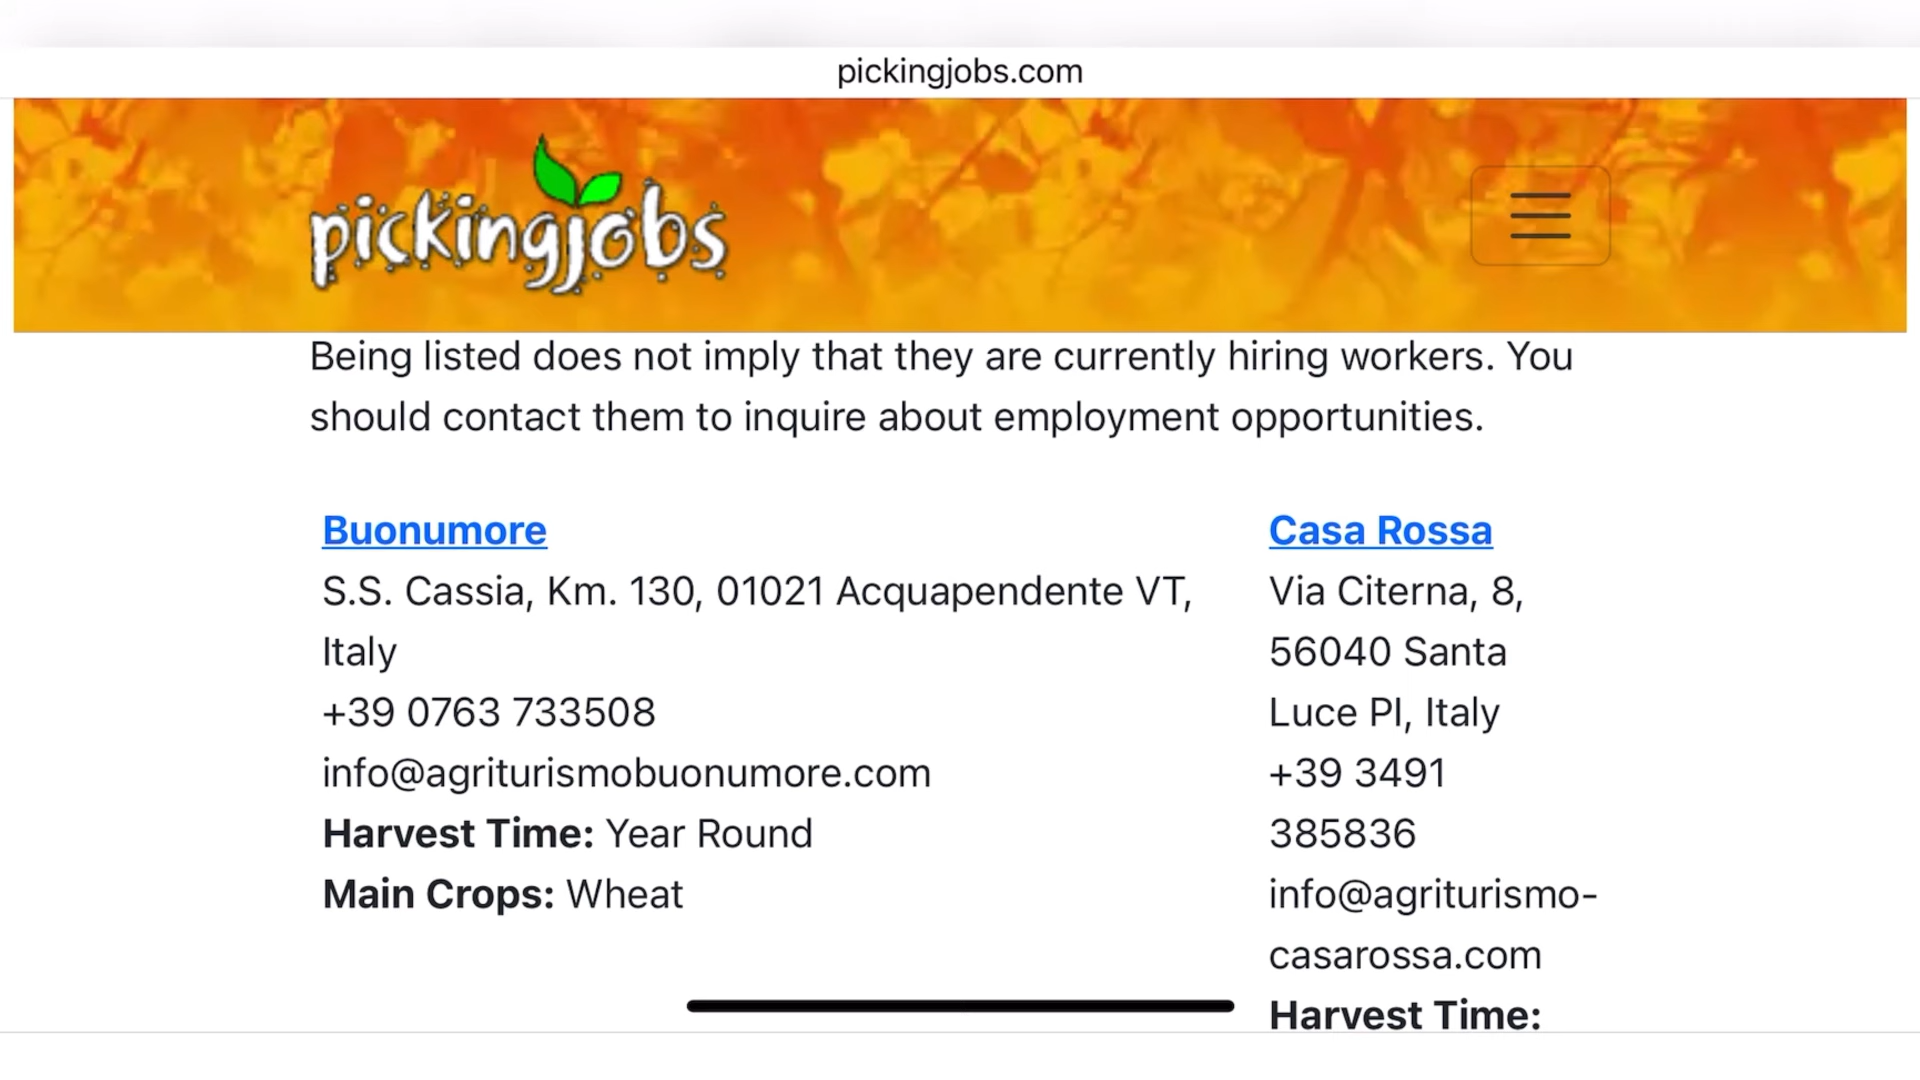 pickingjobs.com
pickingjobs
Being listed does not imply that they are currently hiring workers. You
should contact them to inquire about employment opportunities.
Buonumore
S.S. Cassia, Km. 130, 01021 Acquapendente VT,
Italy
+39 0763 733508
info@agriturismobuonumore.com
Harvest Time: Year Round
Main Crops: Wheat
Casa Rossa
Via Citerna, 8,
56040 Santa
Luce PI, Italy
+39 3491
385836
info@agriturismo-
casarossa.com
Harvest Time: